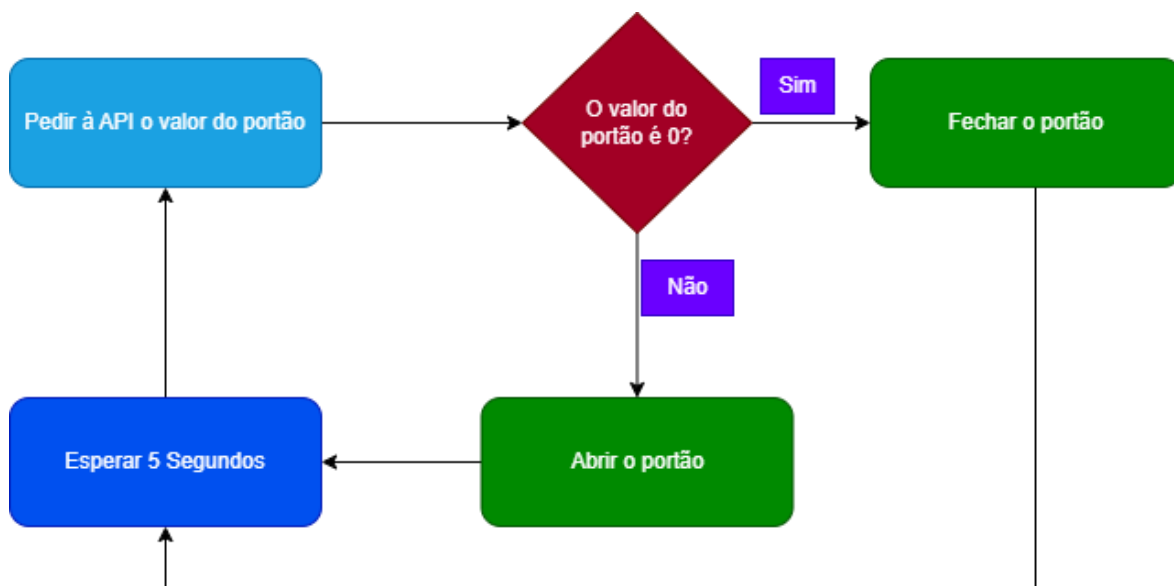 Pedir à API o valor do portão
O valor do
portão é 0?
Sim
Fechar o portão
Não
Esperar 5 Segundos
Abrir o portão